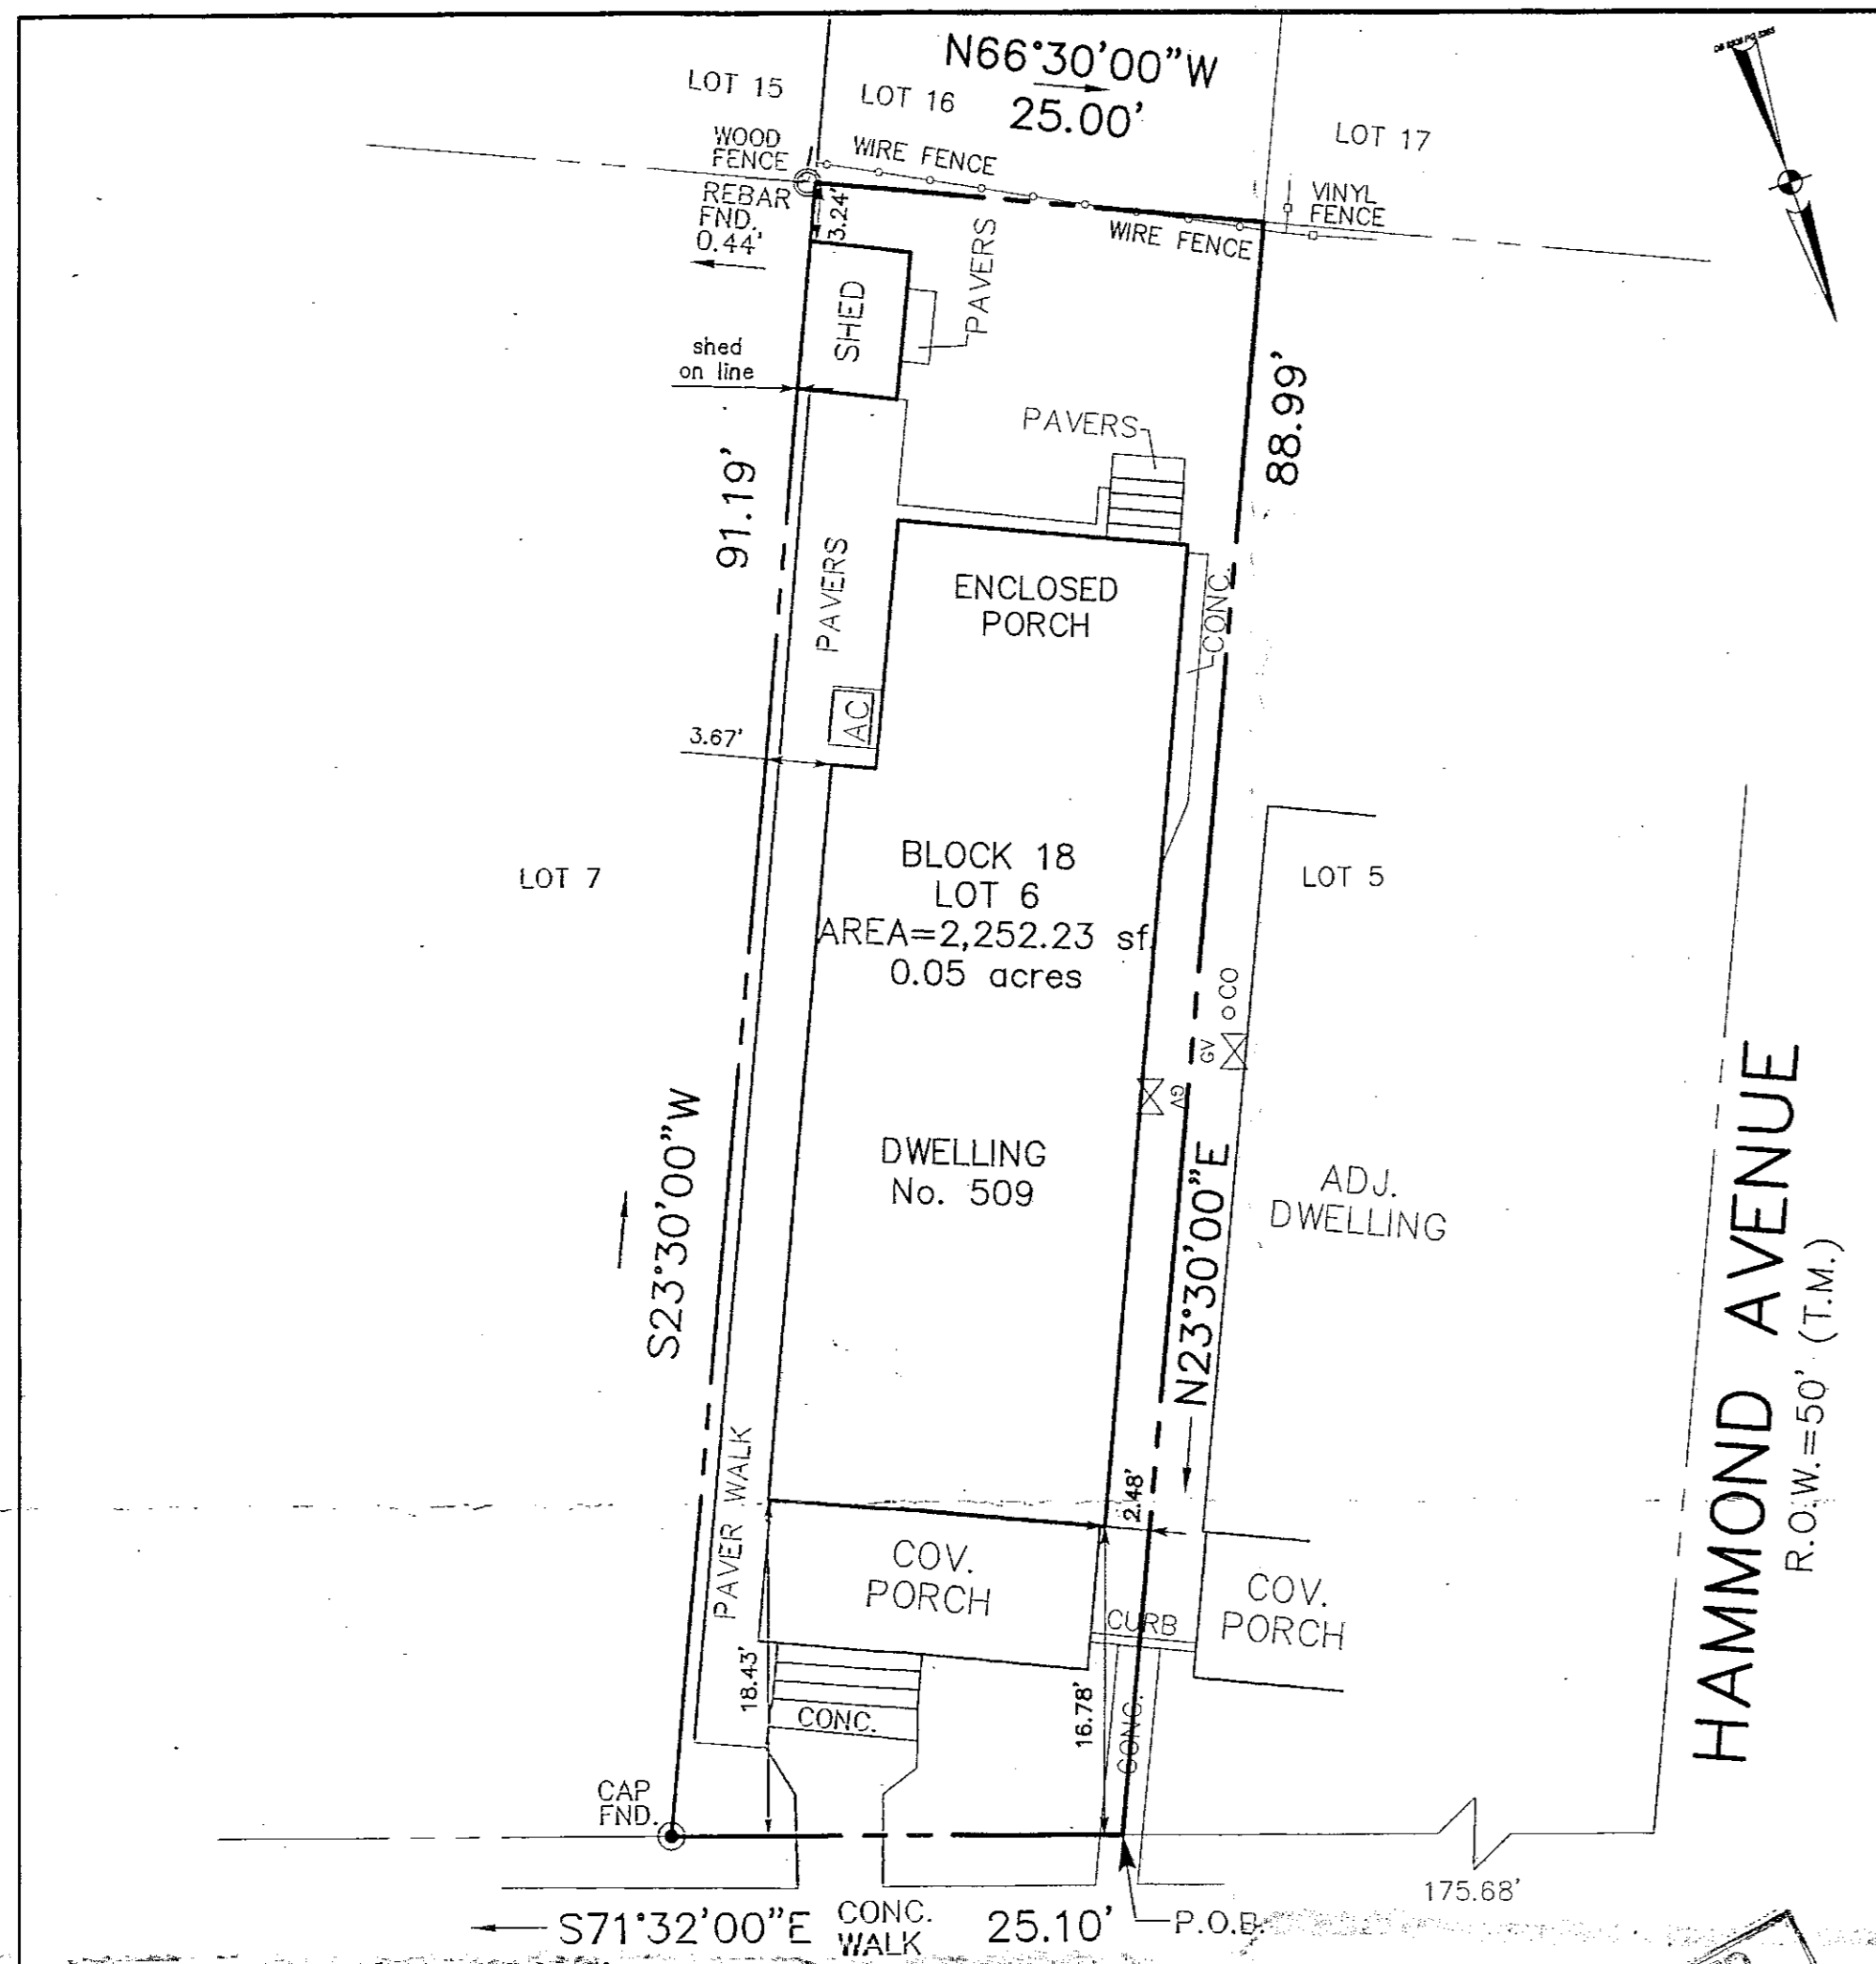 N66°30'00"W
25.00'
LOT 15
LOT 16
LOT 17
WOOD
FENCE
WIRE FENCE
REBAR
FND.
0.44'
3.24'
VINYL
FENCE
WIRE FENCE
PAVERS
SHED
shed
on line
PAVERS
88.99'
91.19'
PAVERS
ENCLOSED
PORCH
CONC.
AC
3.67'
BLOCK 18
LOT 6
AREA=2,252.23 sf.
0.05 acres
LOT 7
LOT 5
CO
GV
GV
DWELLING
No. 509
ADJ.
DWELLING
S23°30'00"W
N23°30'00"E
HAMMOND AVENUE
R.O.W.=50' (T.M.)
PAVER WALK
2.48'
COV.
PORCH
COV.
PORCH
CURB
18.43'
16.78'
CONC.
CONC.
CAP
FND.
175.68'
S71°32'00"E
CONC.
WALK
25.10'
P.O.B.